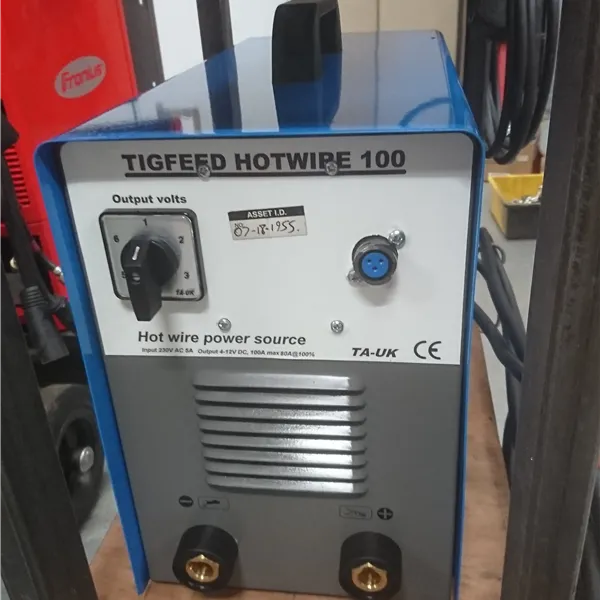 Fronius
TIGFEED HOTWIRE 100
Output volts
ASSET I.D.
07-18-1955.
1
6 2
5 3
TA-UK
Hot wire power source
Input 230V AC 5A Output 4-12V DC, 100A max 80A@100%
TA-UK CE